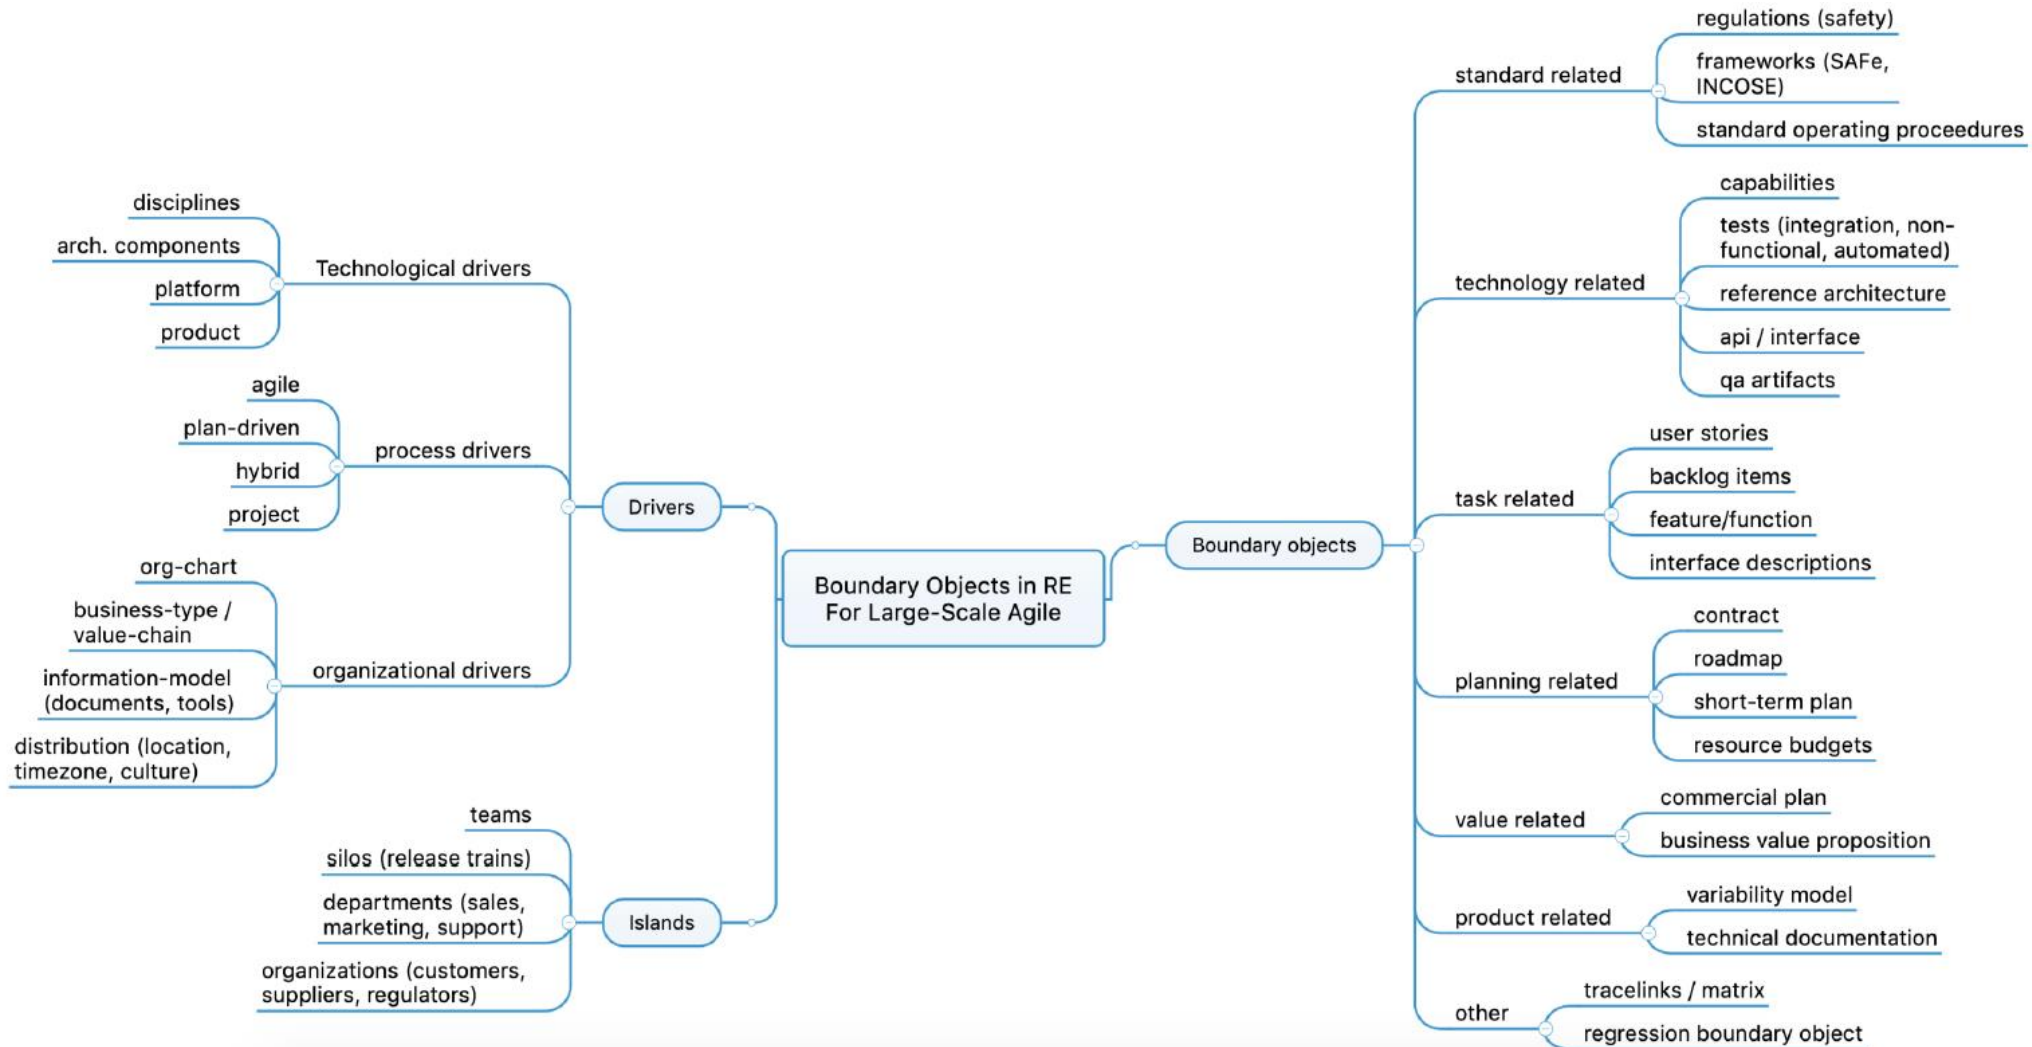 Boundary Objects in RE
For Large-Scale Agile
Drivers
Technological drivers
disciplines
arch. components
platform
product
process drivers
agile
plan-driven
hybrid
project
organizational drivers
org-chart
business-type /
value-chain
information-model
(documents, tools)
distribution (location,
timezone, culture)
Islands
teams
silos (release trains)
departments (sales,
marketing, support)
organizations (customers,
suppliers, regulators)
Boundary objects
standard related
regulations (safety)
frameworks (SAFe,
INCOSE)
standard operating proceedures
technology related
capabilities
tests (integration, non-
functional, automated)
reference architecture
api / interface
qa artifacts
task related
user stories
backlog items
feature/function
interface descriptions
planning related
contract
roadmap
short-term plan
resource budgets
value related
commercial plan
business value proposition
product related
variability model
technical documentation
other
tracelinks / matrix
regression boundary object